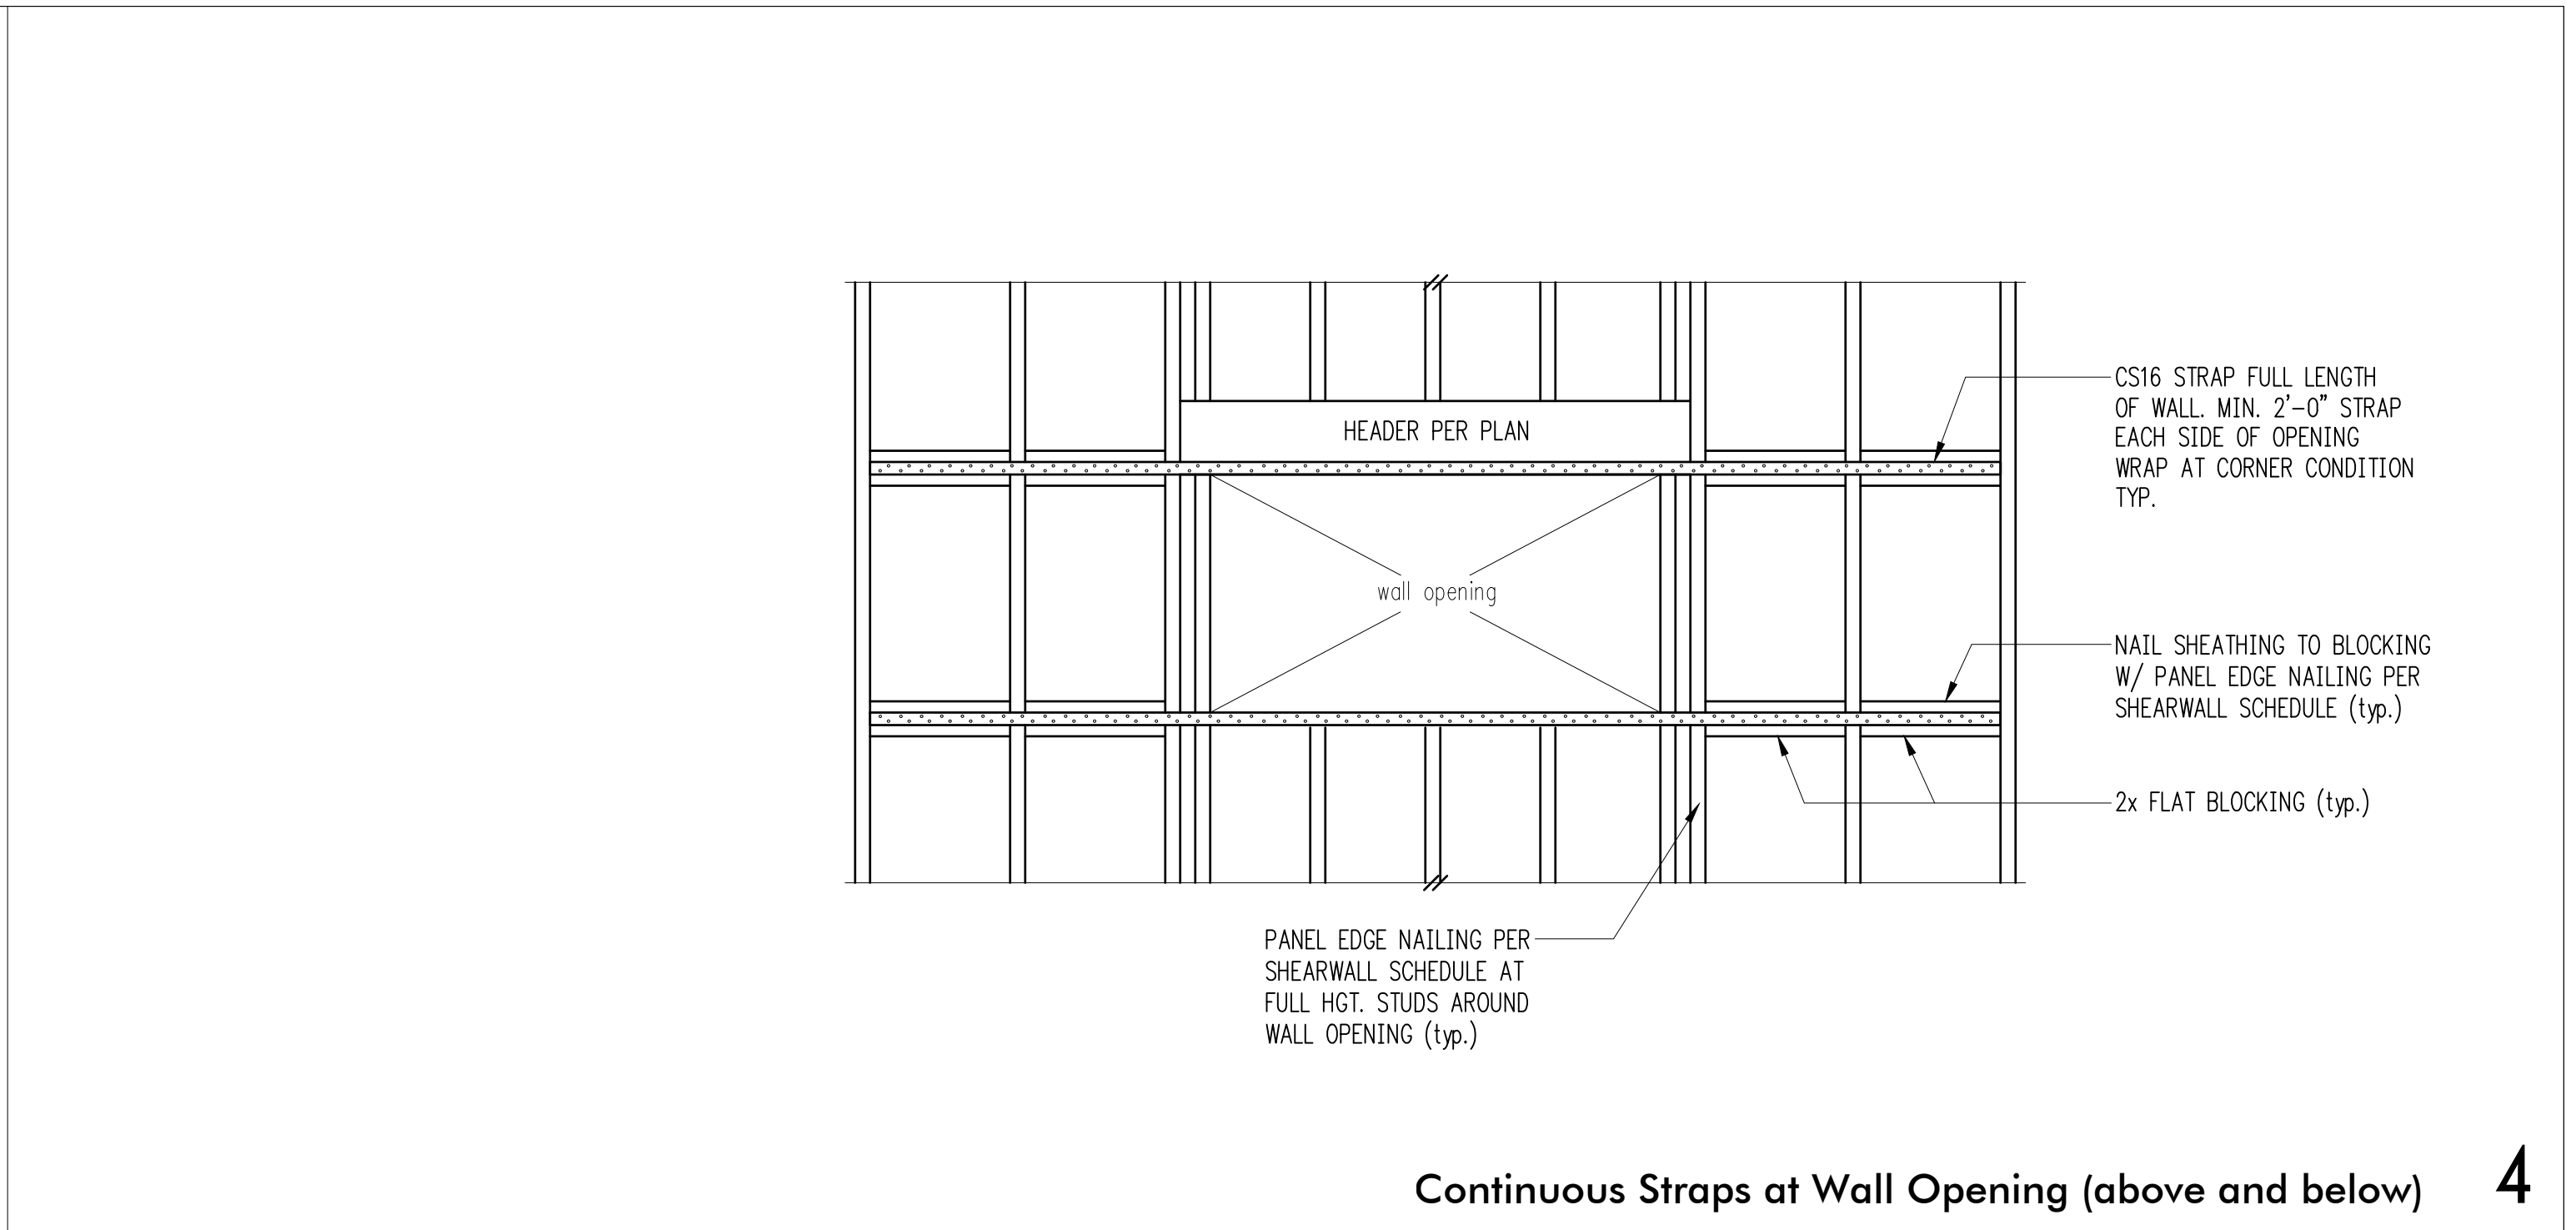 HEADER PER PLAN
CS16 STRAP FULL LENGTH
OF WALL. MIN. 2'-0" STRAP
EACH SIDE OF OPENING
WRAP AT CORNER CONDITION
TYP.
wall opening
NAIL SHEATHING TO BLOCKING
W/ PANEL EDGE NAILING PER
SHEARWALL SCHEDULE (typ.)
2x FLAT BLOCKING (typ.)
PANEL EDGE NAILING PER
SHEARWALL SCHEDULE AT
FULL HGT. STUDS AROUND
WALL OPENING (typ.)
Continuous Straps at Wall Opening (above and below) 4